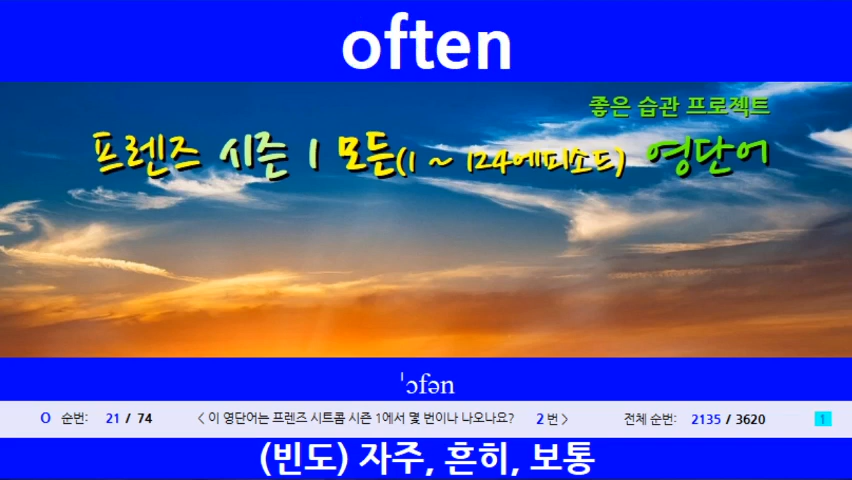 often
좋은 습관 프로젝트
프렌즈 시즌 1 모든(1 ~ 124에피소드) 영단어
ˈɔfən
O 순번: 21 / 74 < 이 영단어는 프렌즈 시트콤 시즌 1에서 몇 번이나 나오나요? 2 번 > 전체 순번: 2135 / 3620 1
(빈도) 자주, 흔히, 보통